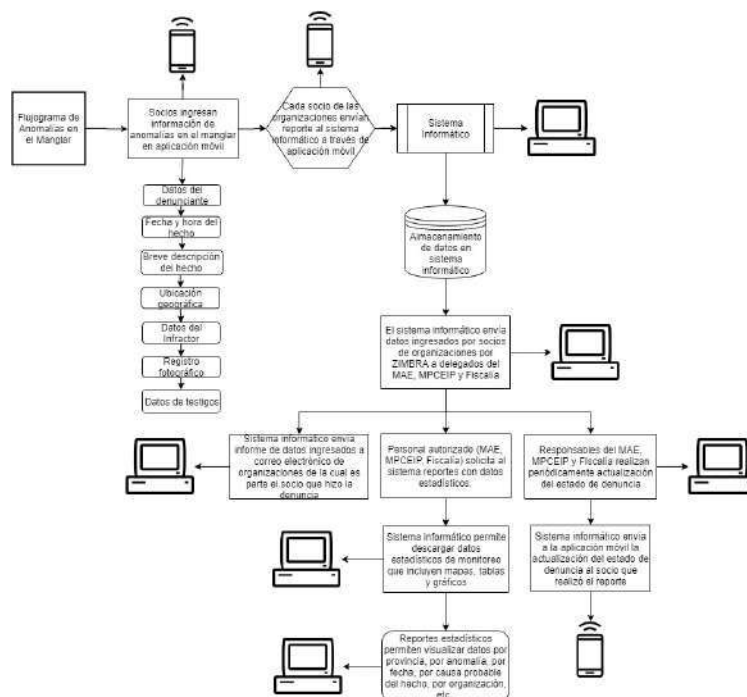 Flujograma de
Anomalías en
el Manglar
Socios ingresan
información de
anomalías en el manglar
en aplicación móvil
Cada socio de las
organizaciones envían
reporte al sistema
informático a través de
aplicación móvil
Sistema
Informático
Datos del
denunciante
Fecha y hora del
hecho
Breve descripción
del hecho
Ubicación
geográfica
Datos del
Infractor
Registro
fotográfico
Datos de testigos
Almacenamiento
de datos en
sistema
informático
El sistema informático envía
datos ingresados por socios
de organizaciones por
ZIMBRA a delegados del
MAE, MPCEIP y Fiscalía
Sistema informático envía
informe de datos ingresados a
correo electrónico de
organizaciones de la cual es
parte el socio que hizo la
denuncia
Personal autorizado (MAE,
MPCEIP, Fiscalía) solicita al
sistema reportes con datos
estadísticos.
Responsables del MAE,
MPCEIP y Fiscalía realizan
periódicamente actualización
del estado de denuncia
Sistema informático permite
descargar datos
estadísticos de monitoreo
que incluyen mapas, tablas
y gráficos
Sistema informático envía
a la aplicación móvil la
actualización del estado de
denuncia al socio que
realizó el reporte
Reportes estadísticos
permiten visualizar datos por
provincia, por anomalía, por
fecha, por causa probable
del hecho, por organización,
etc